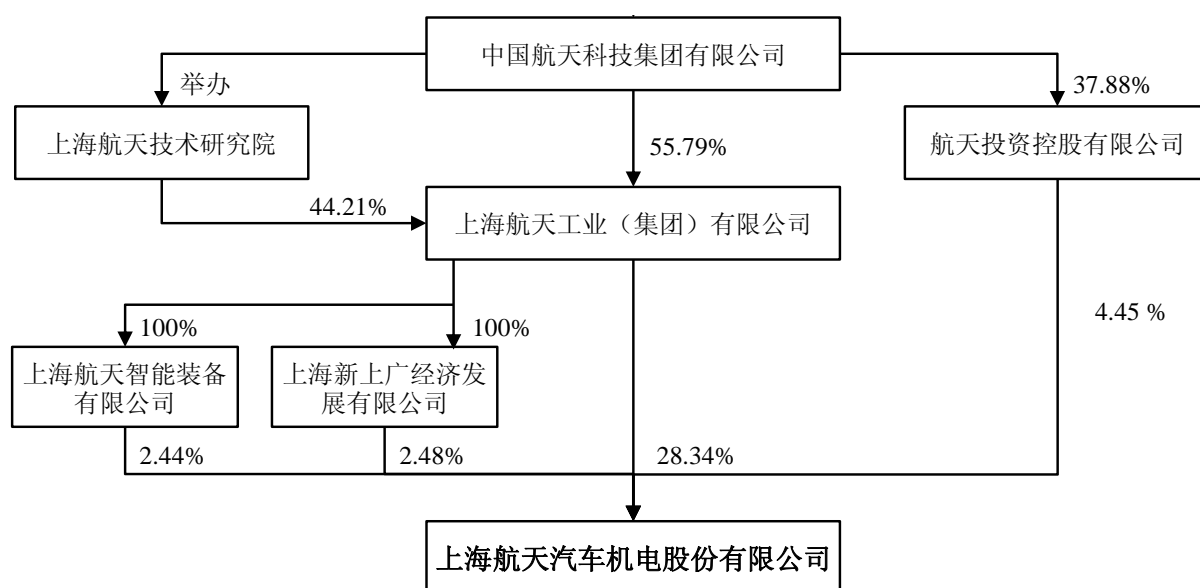 中国航天科技集团有限公司
举办
37.88%
上海航天技术研究院
55.79%
航天投资控股有限公司
44.21%
上海航天工业（集团）有限公司
100%
100%
4.45 %
上海航天智能装备
有限公司
上海新上广经济发
展有限公司
2.44%
2.48%
28.34%
上海航天汽车机电股份有限公司